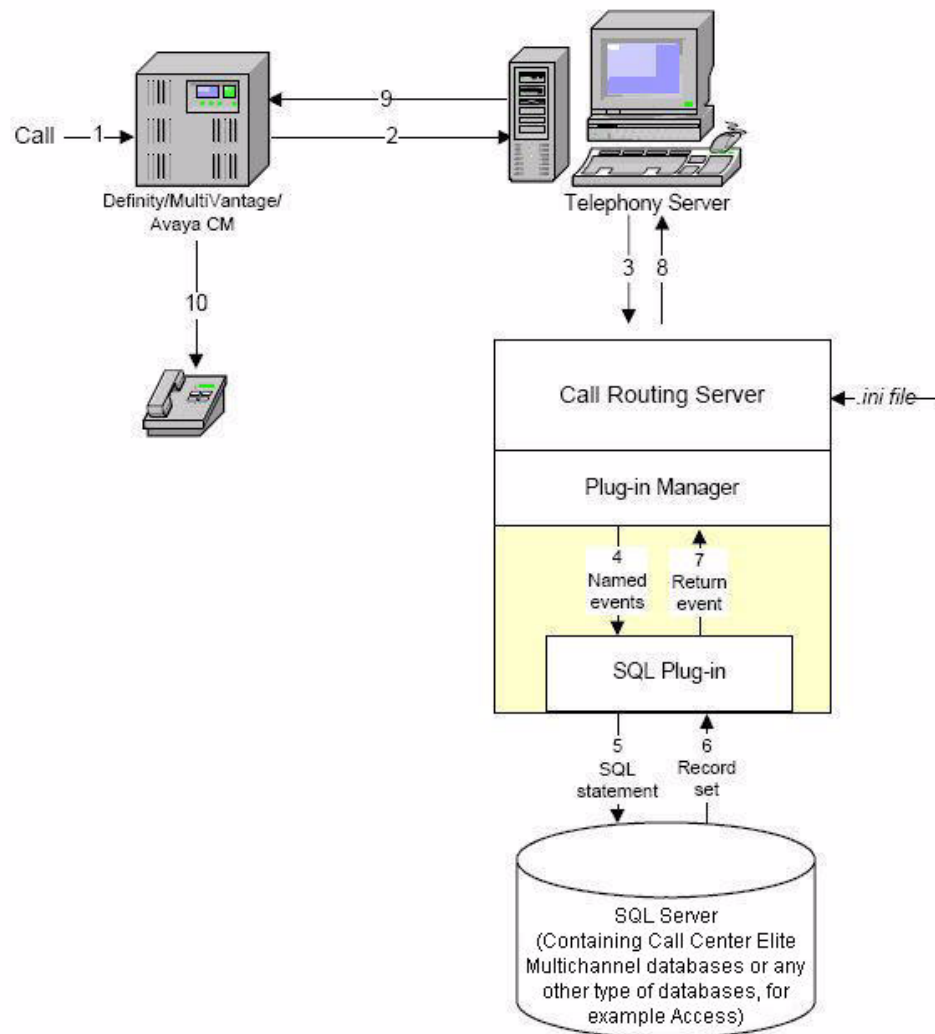 9
Call
1
2
Definity/MultiVantage/
Avaya CM
Telephony Server
3
8
10
Call Routing Server
.ini file
Plug-in Manager
4
Named
events
7
Return
event
SQL Plug-in
5
SQL
statement
6
Record
set
SQL Server
(Containing Call Center Elite
Multichannel databases or any
other type of databases, for
example Access)